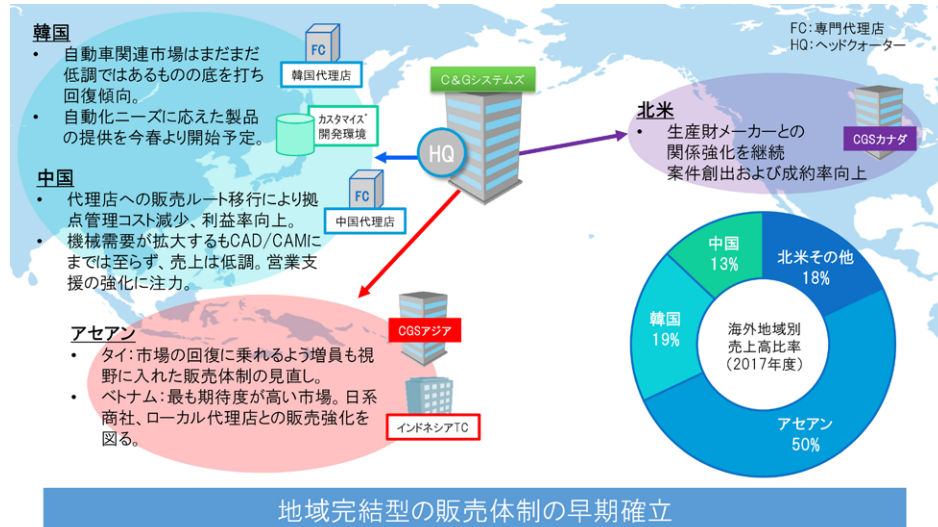 FC:専門代理店
HQ:ヘッドクォーター
韓国
• 自動車関連市場はまだまだ
低調ではあるものの底を打ち
回復傾向。
• 自動化ニーズに応えた製品
の提供を今春より開始予定。
FC
韓国代理店
カスタマイズ
開発環境
中国
• 代理店への販売ルート移行により拠
点管理コスト減少、利益率向上。
• 機械需要が拡大するもCAD/CAMに
までは至らず、売上は低調。営業支
援の強化に注力。
FC
中国代理店
C&Gシステムズ
HQ
北米
• 生産財メーカーとの
関係強化を継続
案件創出および成約率向上
CGSカナダ
アセアン
• タイ:市場の回復に乗れるよう増員も視
野に入れた販売体制の見直し。
• ベトナム:最も期待度が高い市場。日系
商社、ローカル代理店との販売強化を
図る。
CGSアジア
インドネシアTC
中国
13%
北米その他
18%
韓国
19%
海外地域別
売上高比率
(2017年度)
アセアン
50%
地域完結型の販売体制の早期確立